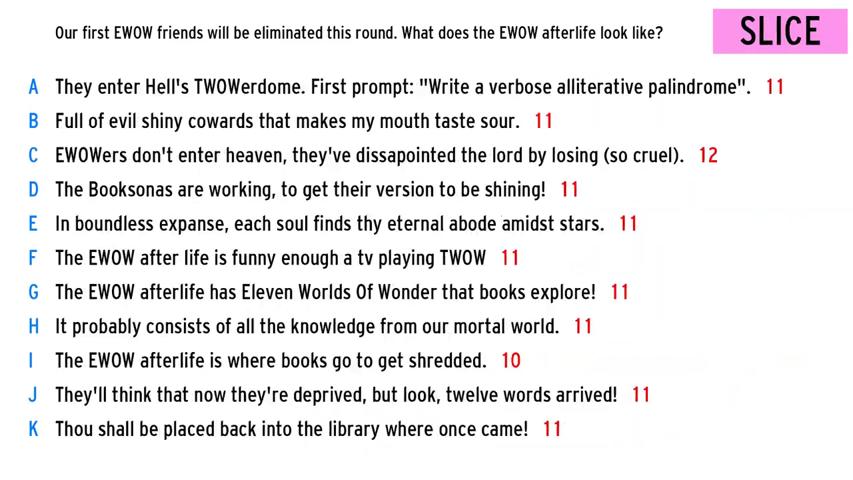 Our first EWOW friends will be eliminated this round. What does the EWOW afterlife look like?
SLICE
A They enter Hell's TWOWerdome. First prompt: "Write a verbose alliterative palindrome". 11
B Full of evil shiny cowards that makes my mouth taste sour. 11
C EWOWers don't enter heaven, they've dissapointed the lord by losing (so cruel). 12
D The Booksonas are working, to get their version to be shining! 11
E In boundless expanse, each soul finds thy eternal abode amidst stars. 11
F The EWOW after life is funny enough a tv playing TWOW 11
G The EWOW afterlife has Eleven Worlds Of Wonder that books explore! 11
H It probably consists of all the knowledge from our mortal world. 11
I The EWOW afterlife is where books go to get shredded. 10
J They'll think that now they're deprived, but look, twelve words arrived! 11
K Thou shall be placed back into the library where once came! 11